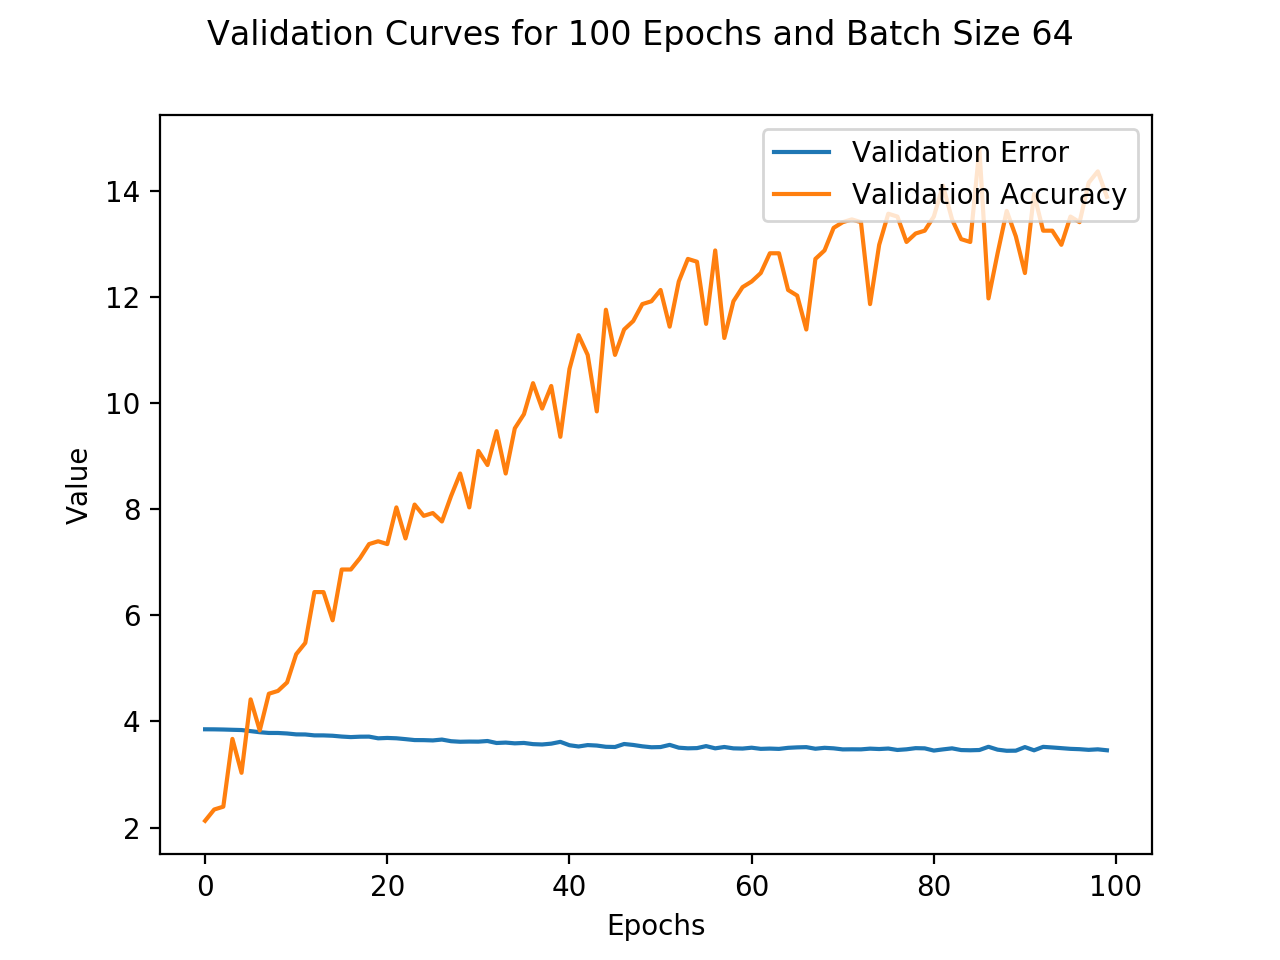 Validation Curves for 100 Epochs and Batch Size 64
Validation Error
Validation Accuracy
14
12
10
8
6
4
2
Value
0 20 40 60 80 100
Epochs